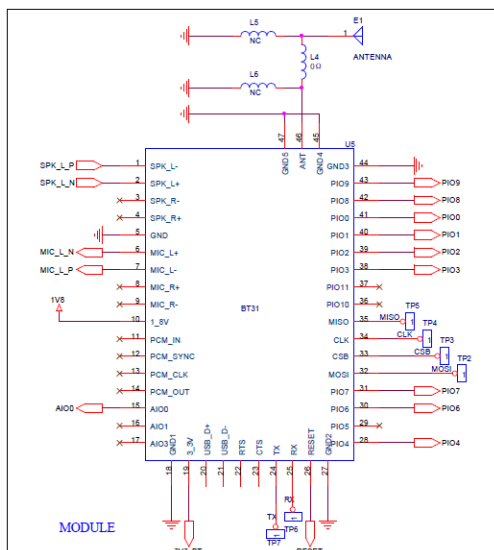 L5
NC
E1
1
ANTENNA
L4
0Ω
L6
NC
47 46 45
U5
GND5 ANT GND4
SPK_L_P 1 SPK_L- GND3 44
SPK_L_N 2 SPK_L+ PIO9 43 PIO9
3 SPK_R- PIO8 42 PIO8
4 SPK_R+ PIO0 41 PIO0
5 GND PIO1 40 PIO1
MIC_L_N 6 MIC_L+ PIO2 39 PIO2
MIC_L_P 7 MIC_L- PIO3 38 PIO3
8 MIC_R+ PIO11 37
9 MIC_R- BT31 PIO10 36
1V8 10 1_8V MISO 35 MISO 1 TP5
11 PCM_IN CLK 34 CLK 1 TP4
12 PCM_SYNC CSB 33 CSB 1 TP3
13 PCM_CLK MOSI 32 MOSI 1 TP2
14 PCM_OUT PIO7 31 PIO7
AIO0 15 AIO0 PIO6 30 PIO6
16 AIO1 PIO5 29
17 AIO3 PIO4 28 PIO4
GND1 3_3V USB_D+ USB_D- RTS CTS TX RX RESET GND2
18 19 20 21 22 23 24 25 26 27
RX
TX 1 TP6
1 TP7
MODULE
RESET